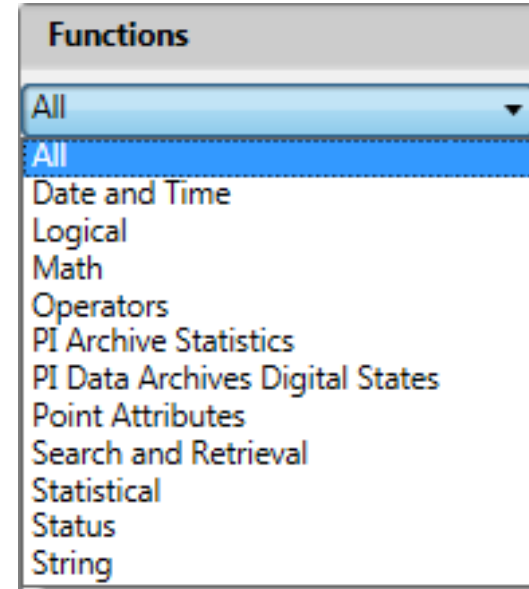 Functions
All
All
Date and Time
Logical
Math
Operators
PI Archive Statistics
PI Data Archives Digital States
Point Attributes
Search and Retrieval
Statistical
Status
String